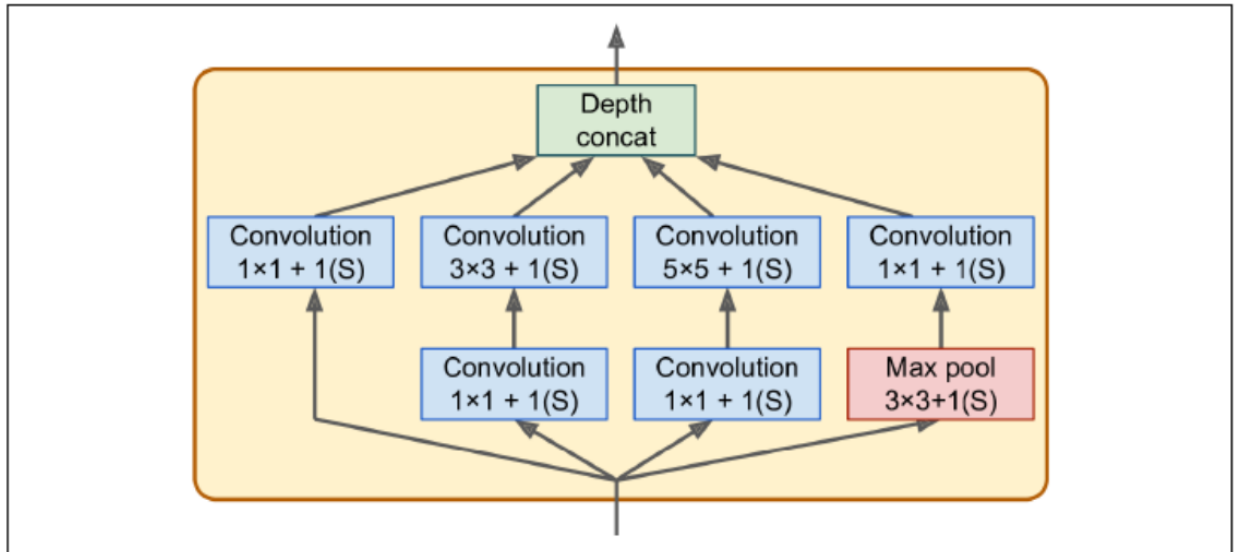 Depth
concat
Convolution
1×1 + 1(S)
Convolution
3×3 + 1(S)
Convolution
5×5 + 1(S)
Convolution
1×1 + 1(S)
Convolution
1×1 + 1(S)
Convolution
1×1 + 1(S)
Max pool
3×3+1(S)